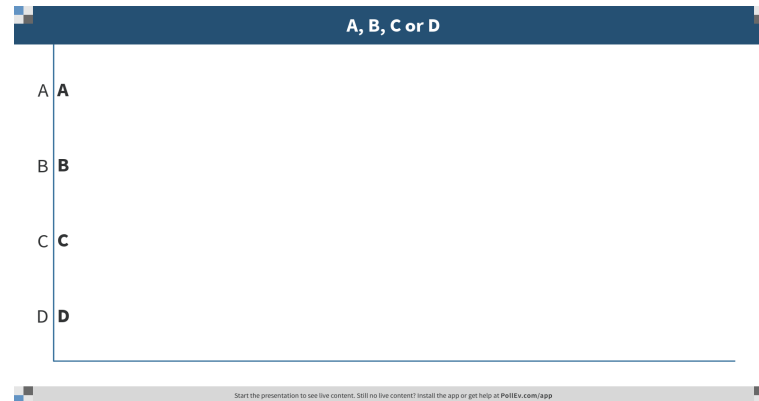 A, B, C or D
A A
B B
C C
D D
Start the presentation to see live content. Still no live content? Install the app or get help at PollEv.com/app